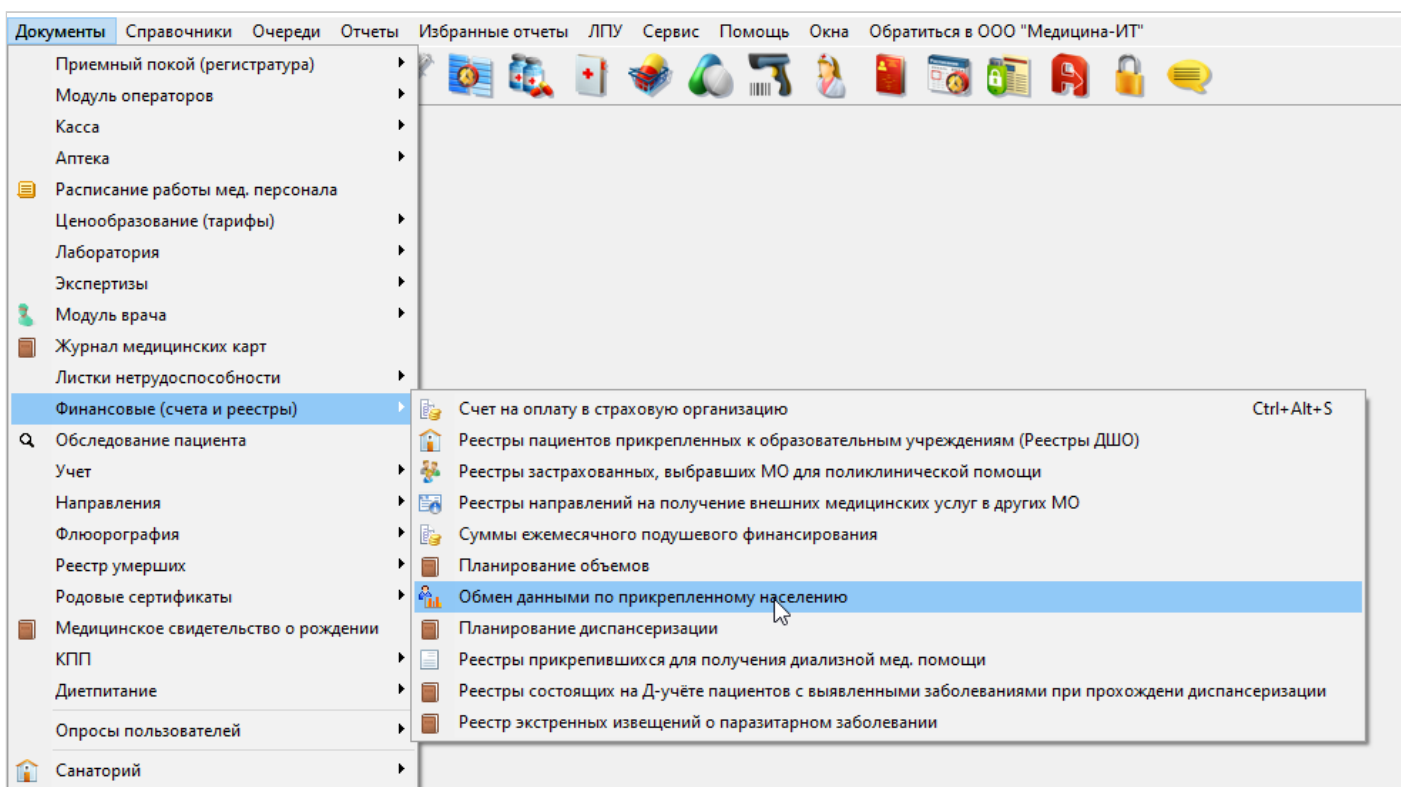 Документы Справочники Очереди Отчеты Избранные отчеты ЛПУ Сервис Помощь Окна Обратиться в ООО "Медицина-ИТ"
Приемный покой (регистратура)
Модуль операторов
Касса
Аптека
Расписание работы мед. персонала
Ценообразование (тарифы)
Лаборатория
Экспертизы
Модуль врача
Журнал медицинских карт
Листки нетрудоспособности
Финансовые (счета и реестры)
Обследование пациента
Учет
Направления
Флюорография
Реестр умерших
Родовые сертификаты
Медицинское свидетельство о рождении
КПП
Диетпитание
Опросы пользователей
Санаторий
Счет на оплату в страховую организацию Ctrl+Alt+S
Реестры пациентов прикрепленных к образовательным учреждениям (Реестры ДШО)
Реестры застрахованных, выбравших МО для поликлинической помощи
Реестры направлений на получение внешних медицинских услуг в других МО
Суммы ежемесячного подушевого финансирования
Планирование объемов
Обмен данными по прикрепленному населению
Планирование диспансеризации
Реестры прикрепившихся для получения диализной мед. помощи
Реестры состоящих на Д-учёте пациентов с выявленными заболеваниями при прохождени диспансеризации
Реестр экстренных извещений о паразитарном заболевании